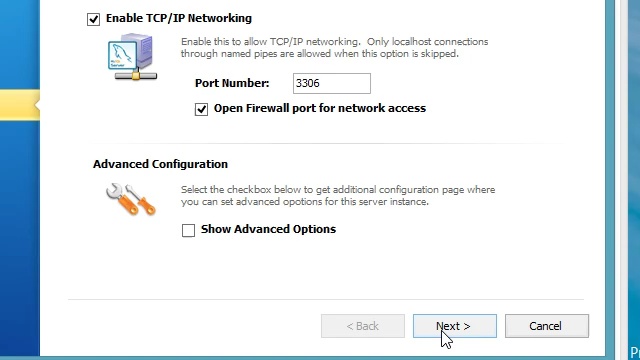 Enable TCP/IP Networking
Enable this to allow TCP/IP networking. Only localhost connections
through named pipes are allowed when this option is skipped.
Port Number: 3306
Open Firewall port for network access
Advanced Configuration
Select the checkbox below to get additional configuration page where
you can set advanced opotions for this server instance.
Show Advanced Options
< Back Next > Cancel